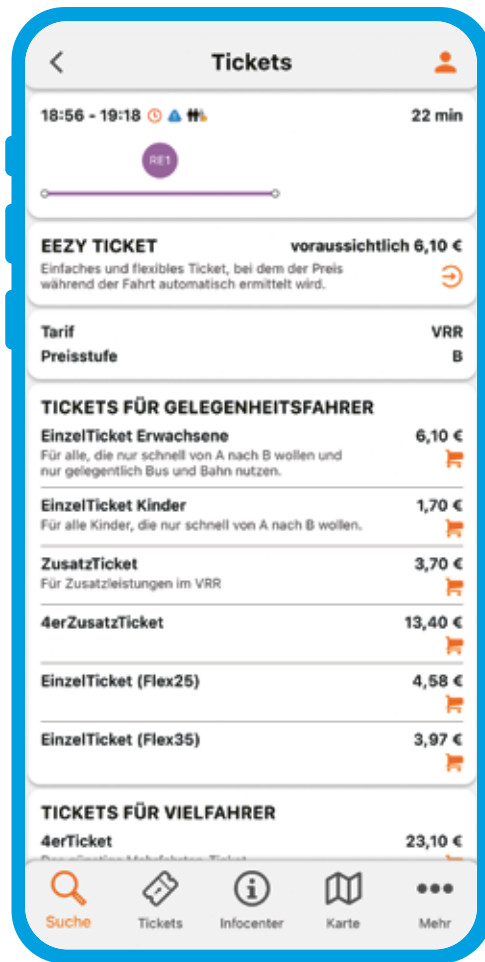 Tickets
18:56 - 19:18 22 min
RE1
EEZY TICKET voraussichtlich 6,10 €
Einfaches und flexibles Ticket, bei dem der Preis
während der Fahrt automatisch ermittelt wird.
Tarif VRR
Preisstufe B
TICKETS FÜR GELEGENHEITSFAHRER
EinzelTicket Erwachsene 6,10 €
Für alle, die nur schnell von A nach B wollen und
nur gelegentlich Bus und Bahn nutzen.
EinzelTicket Kinder 1,70 €
Für alle Kinder, die nur schnell von A nach B wollen.
ZusatzTicket 3,70 €
Für Zusatzleistungen im VRR
4erZusatzTicket 13,40 €
EinzelTicket (Flex25) 4,58 €
EinzelTicket (Flex35) 3,97 €
TICKETS FÜR VIELFAHRER
4erTicket 23,10 €
Suche Tickets Infocenter Karte Mehr